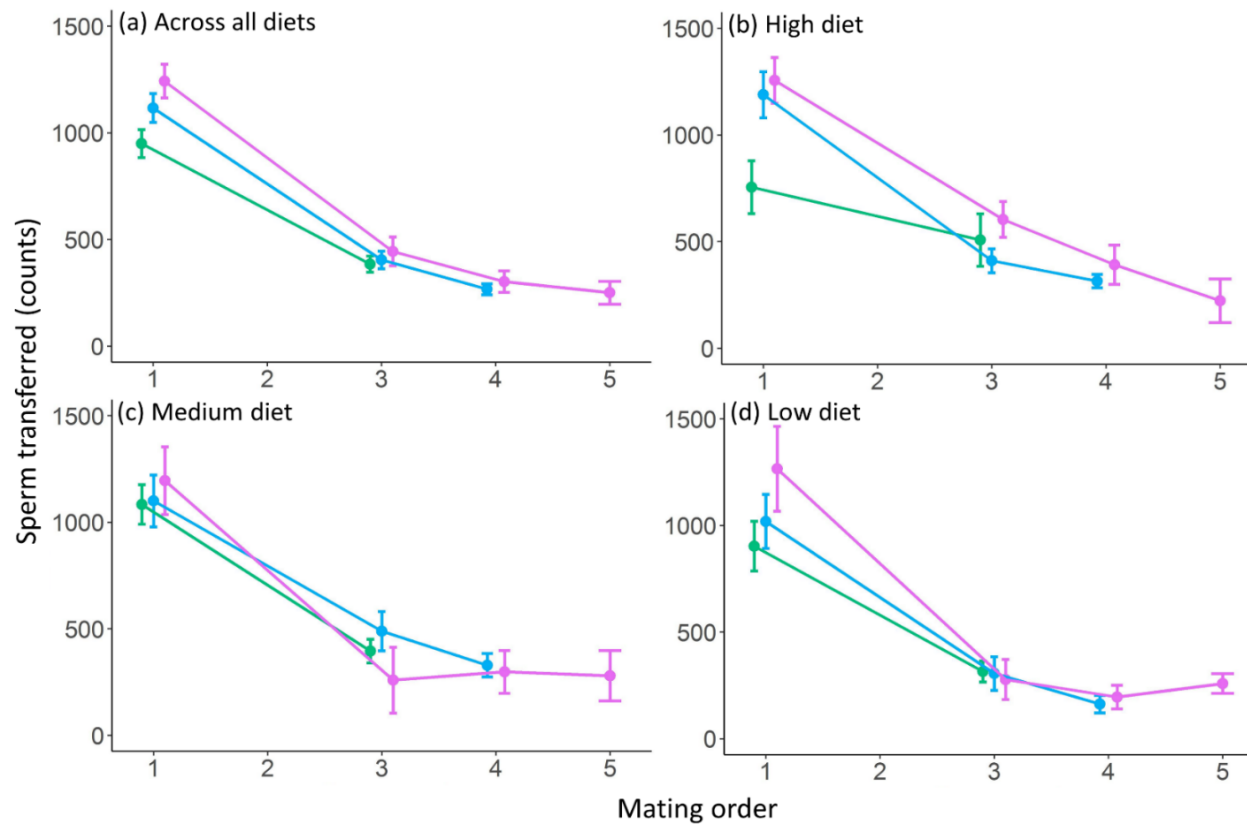 Sperm transferred (counts)
(a) Across all diets
1500
1000
500
0
1 2 3 4 5
(b) High diet
1500
1000
500
0
1 2 3 4 5
(c) Medium diet
1500
1000
500
0
1 2 3 4 5
(d) Low diet
1500
1000
500
0
1 2 3 4 5
Mating order